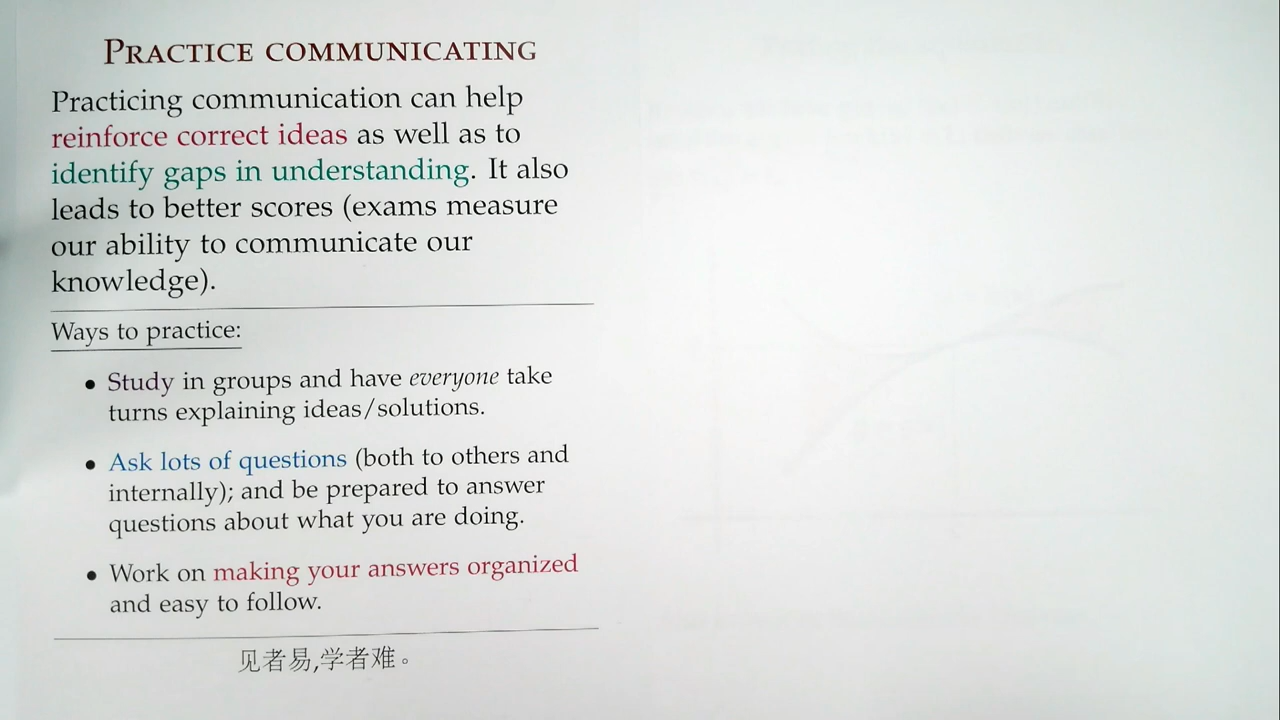 PRACTICE COMMUNICATING
Practicing communication can help
reinforce correct ideas as well as to
identify gaps in understanding. It also
leads to better scores (exams measure
our ability to communicate our
knowledge).
Ways to practice:
• Study in groups and have everyone take
turns explaining ideas/solutions.
• Ask lots of questions (both to others and
internally); and be prepared to answer
questions about what you are doing.
• Work on making your answers organized
and easy to follow.
见者易,学者难。